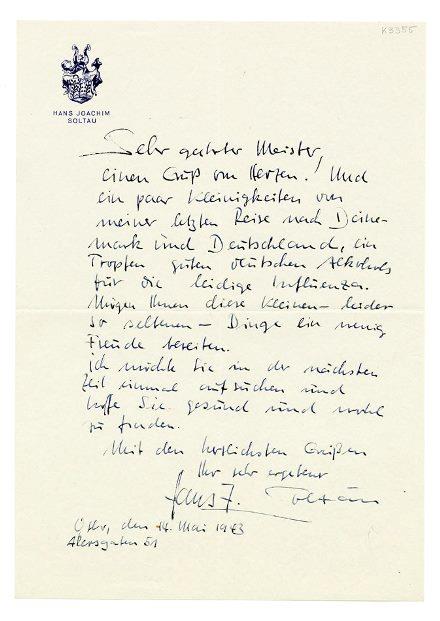 K3355
HANS JOACHIM
SOLTAU
Sehr geehrter Meister,
einen Gruß von Herzen! Und
ein paar Kleinigkeiten von
meiner letzten Reise nach Däne-
mark und Deutschland, ein
Tropfen guten deutschen Alkohols
für die leidige Influenza.
Mögen Ihnen diese kleinen – leider
so seltenen – Dinge ein wenig
Freude bereiten.
Ich möchte Sie in der nächsten
Zeit einmal aufsuchen und
hoffe Sie gesund und wohl
zu finden.
Mit den herzlichsten Grüßen
Ihr sehr ergebener
Hans J. Soltau
Oslo, den 14. Mai 1943
51